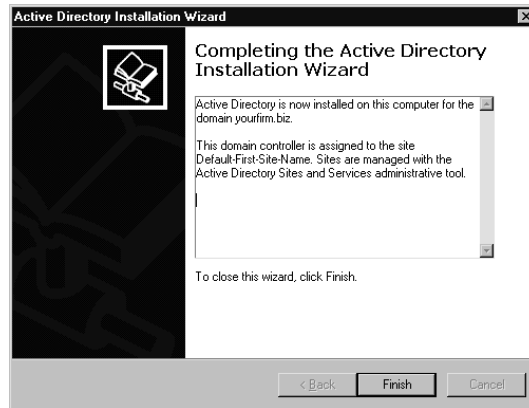 Active Directory Installation Wizard
Completing the Active Directory
Installation Wizard
Active Directory is now installed on this computer for the
domain yourfirm.biz.
This domain controller is assigned to the site
Default-First-Site-Name. Sites are managed with the
Active Directory Sites and Services administrative tool.
To close this wizard, click Finish.
< Back Finish Cancel